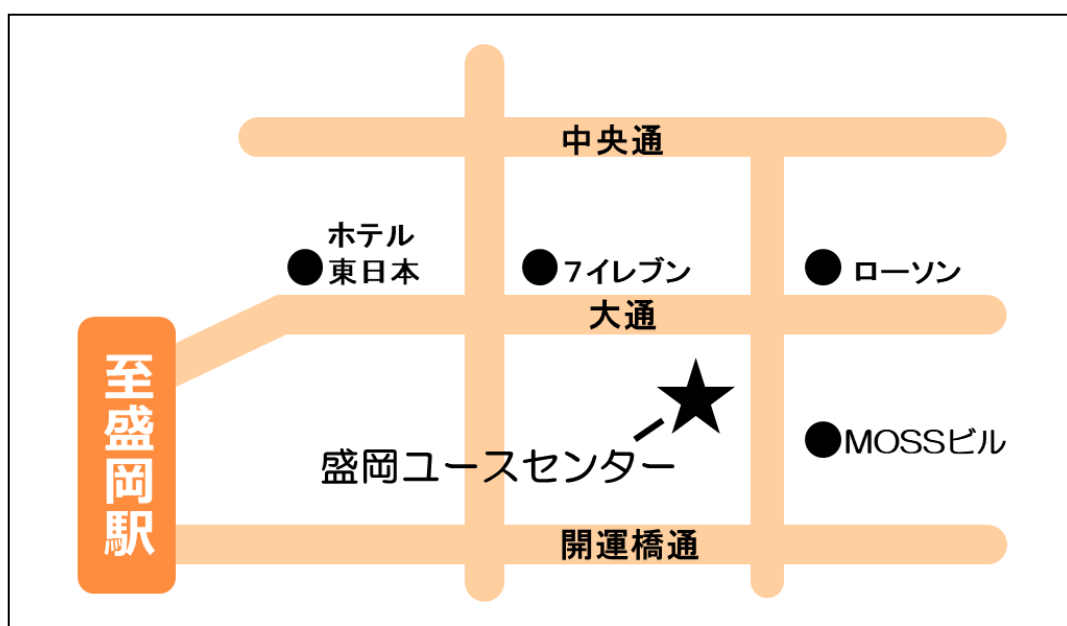 中央通
ホテル
東日本
7イレブン
ローソン
大通
至盛岡駅
盛岡ユースセンター
MOSSビル
開運橋通